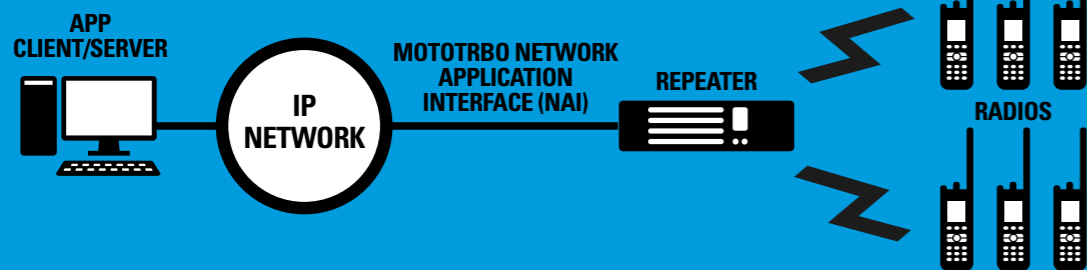 APP
CLIENT/SERVER
IP
NETWORK
MOTOTRBO NETWORK
APPLICATION
INTERFACE (NAI)
REPEATER
RADIOS